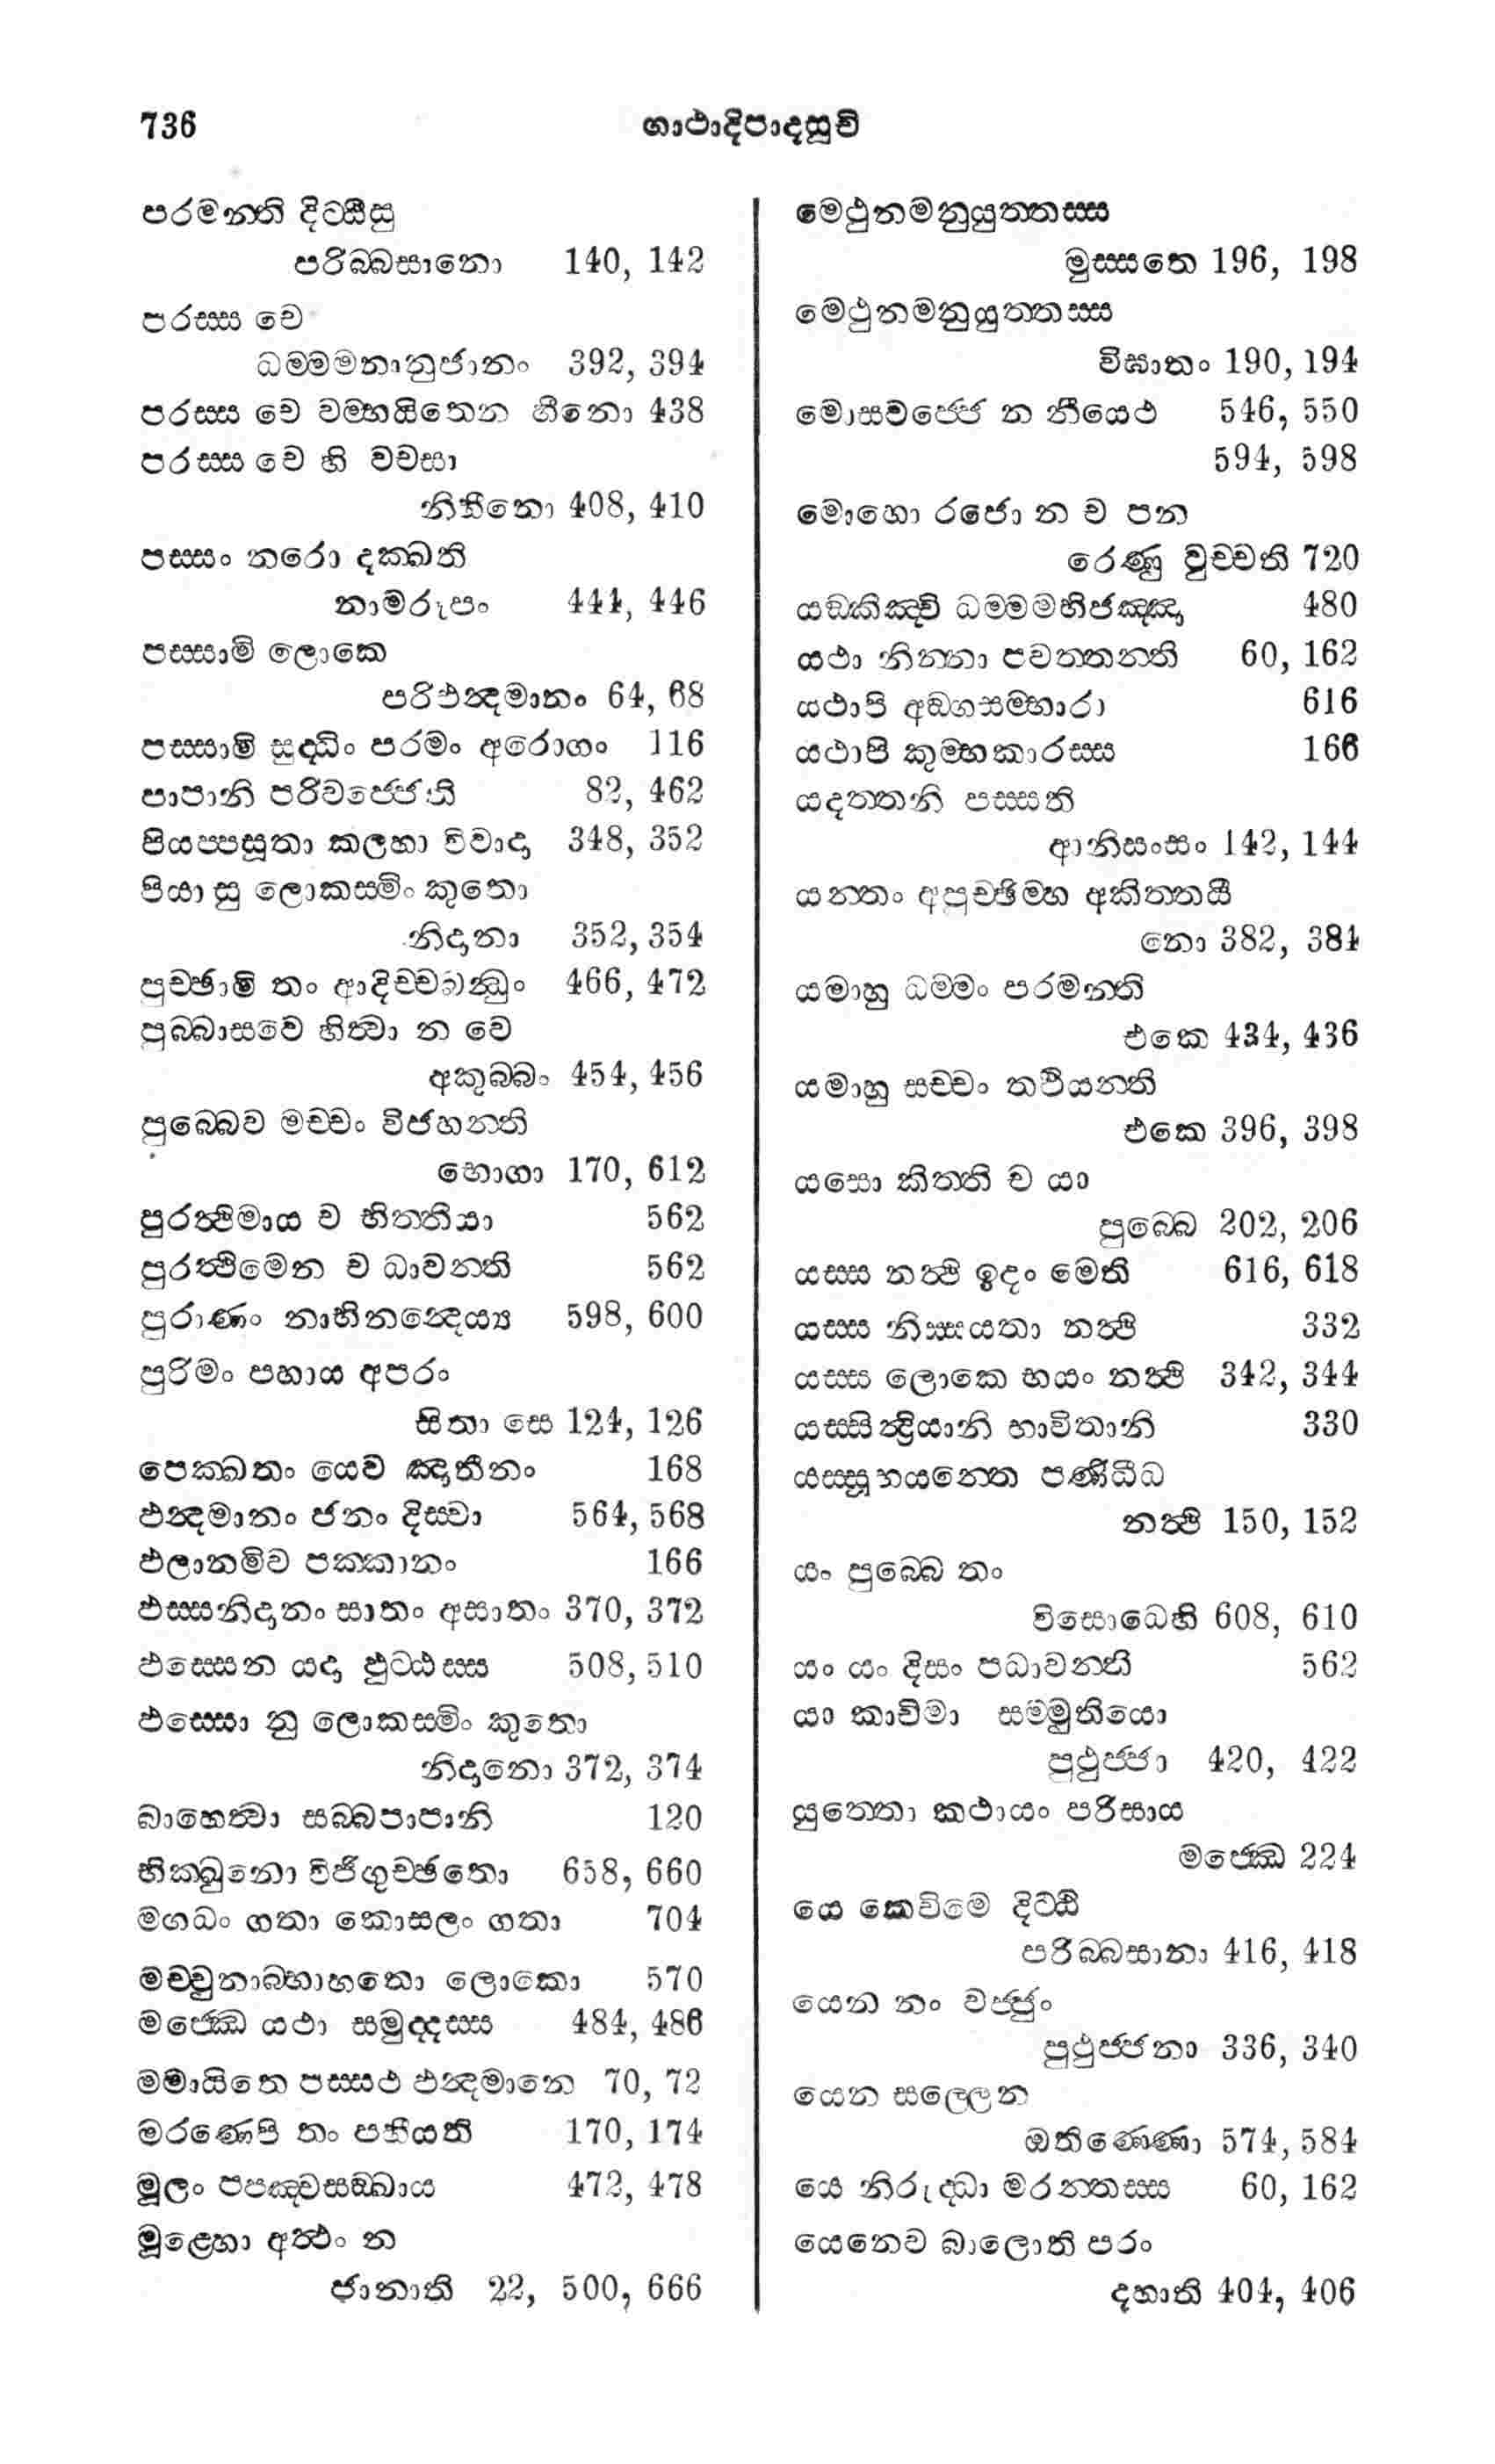 736 ගාථාදිපාදසූචි
පරමන්ති දිට්ඨීසු
පරිබ්බසානො 140, 142
පරස්ස චෙ
ධම්මමනානුජානං 392, 394
පරස්ස චෙ වම්භයිතෙන හීනො 438
පරස්ස චෙ හි වචසා
නිහීනො 408, 410
පස්සං නරො දක්ඛති
නාමරූපං 444, 446
පස්සාමි ලොකෙ
පරිඵන්දමානං 64, 68
පස්සාමි සුද්ධිං පරමං අරොගං 116
පාපානි පරිවජ්ජෙති 82, 462
පියප්පසූතා කලහා විවාදා 348, 352
පියා සු ලොකස්මිං කුතො
නිදානා 352, 354
පුච්ඡාමි තං ආදිච්චබන්ධුං 466, 472
පුබ්බාසවෙ හිත්වා න වෙ
අකුබ්බං 454, 456
පුබ්බෙව මච්චං විජහන්ති
භොගා 170, 612
පුරත්ථිමාය ච භිත්තියා 562
පුරත්ථිමෙන ච ධාවන්ති 562
පුරාණං නාභිනන්දෙය්‍ය 598, 600
පුරිමං පහාය අපරං
සිතා සෙ 124, 126
පෙක්ඛතං යෙව ඤාතීනං 168
ඵන්දමානං ජනං දිස්වා 564, 568
ඵලානමිව පක්කානං 166
ඵස්සනිදානං සාතං අසාතං 370, 372
ඵස්සෙන යදා ඵුට්ඨස්ස 508, 510
ඵස්සො නු ලොකස්මිං කුතො
නිදානො 372, 374
බාහෙත්වා සබ්බපාපානි 120
භික්ඛුනො විජිගුච්ඡතො 658, 660
මගධං ගතා කොසලං ගතා 704
මච්චුනාබ්භාහතො ලොකො 570
මජ්ඣෙ යථා සමුද්දස්ස 484, 486
මමායිතෙ පස්සථ ඵන්දමානෙ 70, 72
මරණෙපි තං පහීයති 170, 174
මූලං පපඤ්චසඞ්ඛාය 472, 478
මූළ්හො අත්ථං න
ජානාති 22, 500, 666
මෙථුනමනුයුත්තස්ස
මුස්සතෙ 196, 198
මෙථුනමනුයුත්තස්ස
විඝාතං 190, 194
මොසවජ්ජෙ න නීයෙථ 546, 550
594, 598
මොහො රජො න ච පන
රෙණු වුච්චති 720
යඞ්කිඤ්චි ධම්මමභිජඤ්ඤා 480
යථා නින්නා පවත්තන්ති 60, 162
යථාපි අඞ්ගසම්භාරා 616
යථාපි කුම්භකාරස්ස 166
යදත්තනි පස්සති
ආනිසංසං 142, 144
යන්තං අපුච්ඡිම්හ අකිත්තයී
නො 382, 384
යමාහු ධම්මං පරමන්ති
එකෙ 434, 436
යමාහු සච්චං තථියන්ති
එකෙ 396, 398
යසො කිත්ති ච යා
පුබ්බෙ 202, 206
යස්ස නත්ථි ඉදං මෙති 616, 618
යස්ස නිස්සයතා නත්ථි 332
යස්ස ලොකෙ භයං නත්ථි 342, 344
යස්සින්ද්‍රියානි භාවිතානි 330
යස්සූභයන්තෙ පණිධීධ
නත්ථි 150, 152
යං පුබ්බෙ තං
විසොධෙහි 608, 610
යං යං දිසං පධාවන්ති 562
යා කාචිමා සම්මුතියො
පුථුජ්ජා 420, 422
යුත්තො කථායං පරිසාය
මජ්ඣෙ 224
යෙ කෙචිමෙ දිට්ඨි
පරිබ්බසානා 416, 418
යෙන නං වජ්ජුං
පුථුජ්ජනා 336, 340
යෙන සල්ලෙන
ඔතිණ්ණො 574, 584
යෙ නිරුද්ධා මරන්තස්ස 60, 162
යෙනෙව බාලොති පරං
දහාති 404, 406